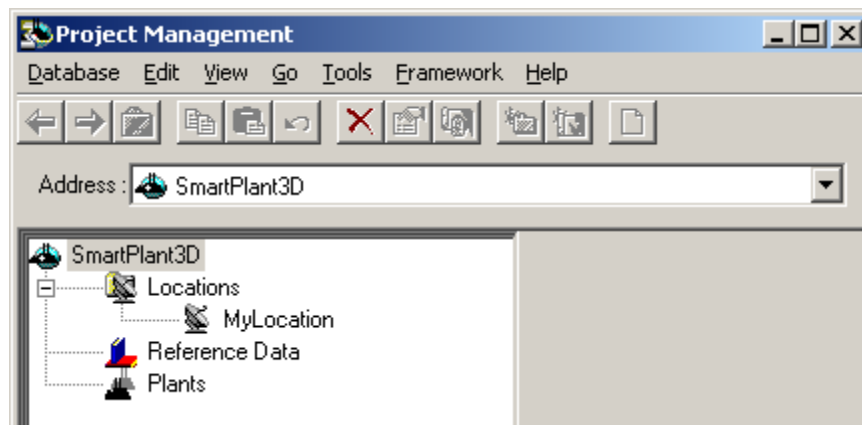 Project Management
Database Edit View Go Tools Framework Help
Address : SmartPlant3D
SmartPlant3D
Locations
MyLocation
Reference Data
Plants